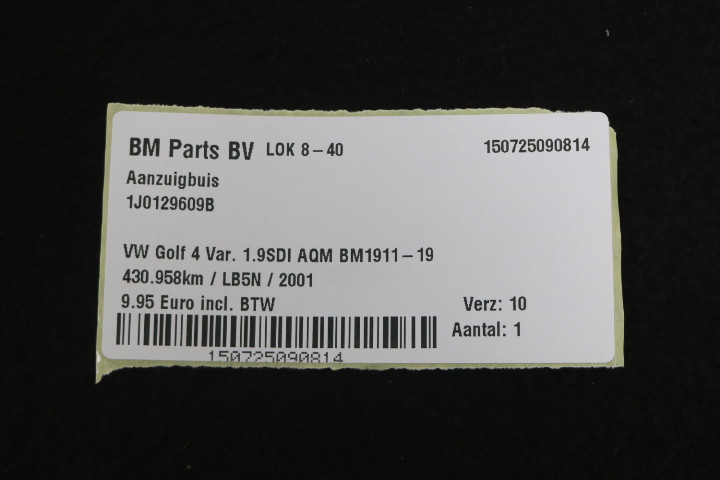 BM Parts BV LOK 8-40 150725090814
Aanzuigbuis
1J0129609B
VW Golf 4 Var. 1.9SDI AQM BM1911-19
430.958km / LB5N / 2001
9.95 Euro incl. BTW Verz: 10
Aantal: 1
150725090814